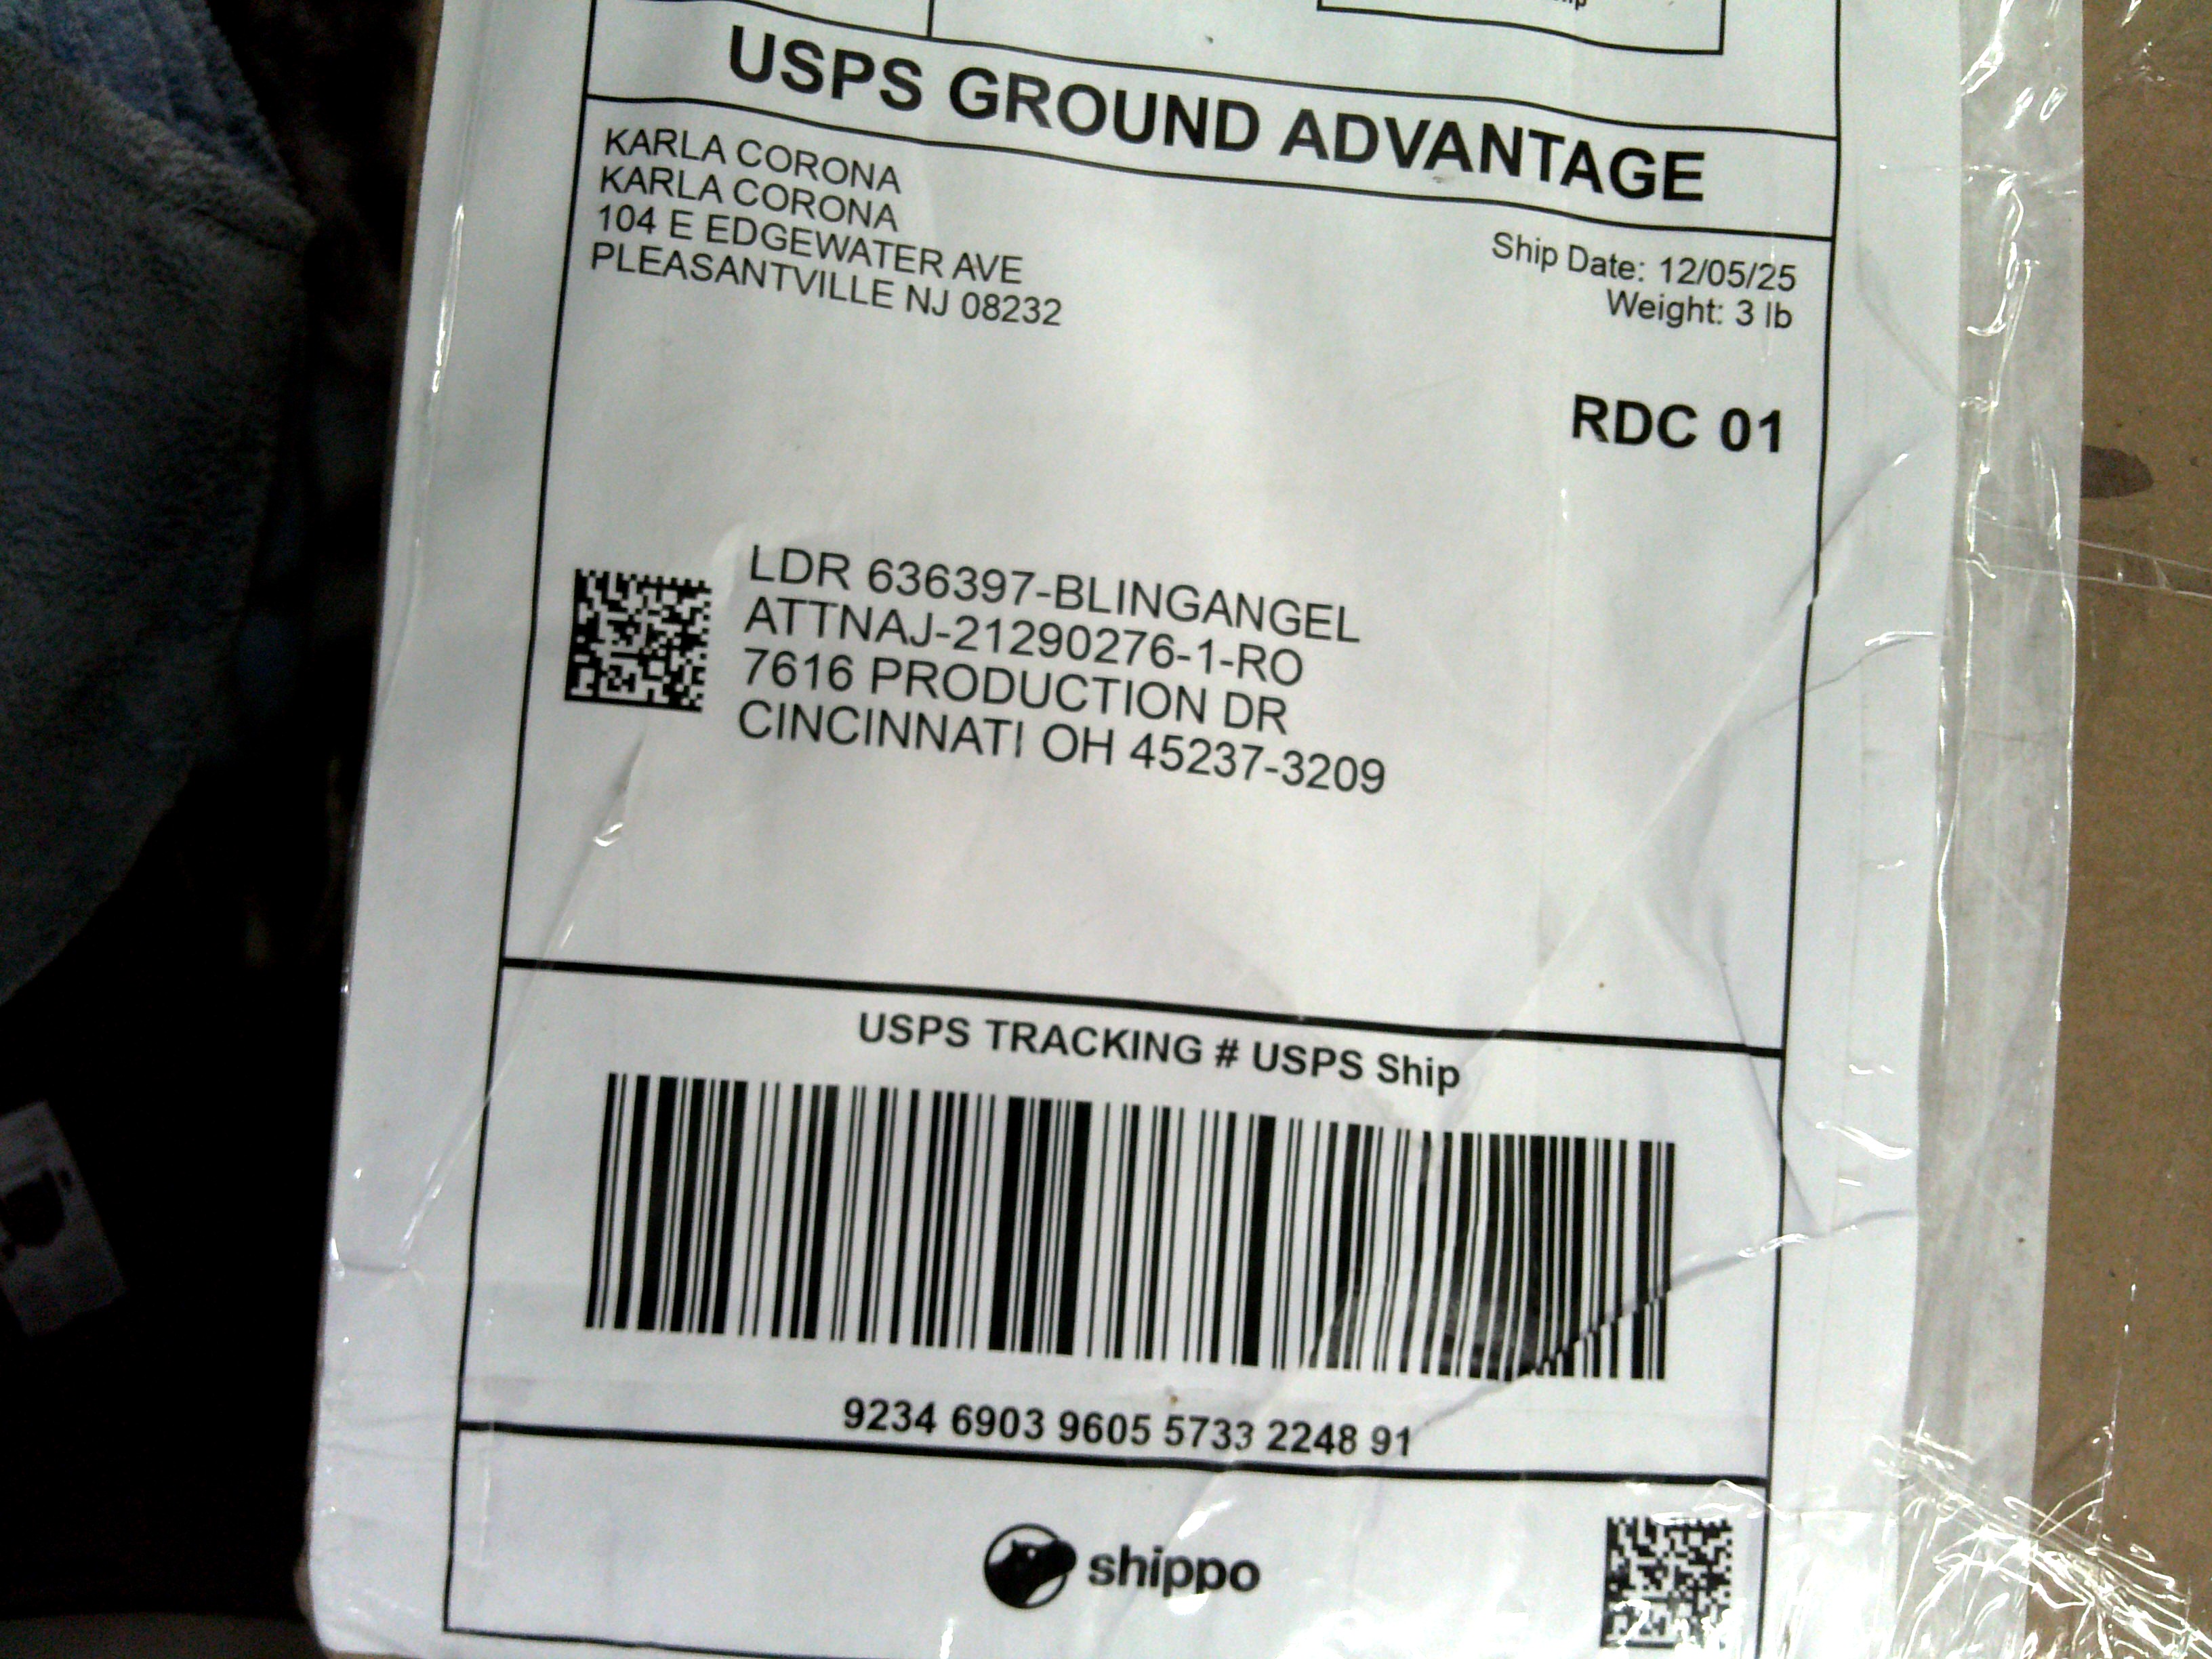 USPS GROUND ADVANTAGE
KARLA CORONA
KARLA CORONA
104 E EDGEWATER AVE
PLEASANTVILLE NJ 08232
Ship Date: 12/05/25
Weight: 3 lb
RDC 01
LDR 636397-BLINGANGEL
ATTNAJ-21290276-1-RO
7616 PRODUCTION DR
CINCINNATI OH 45237-3209
USPS TRACKING # USPS Ship
9234 6903 9605 5733 2248 91
shippo